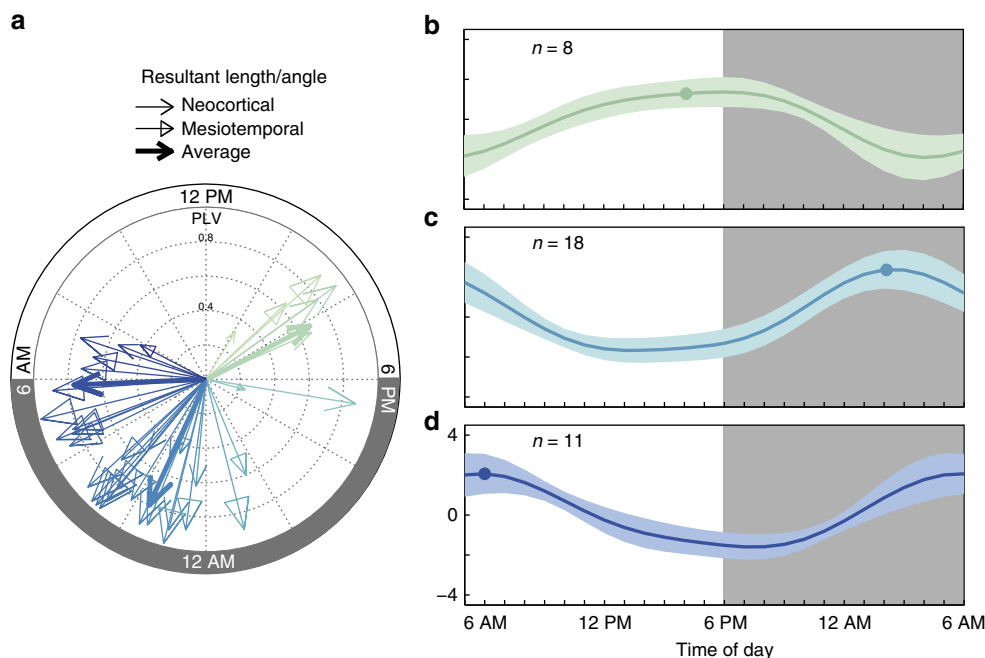 a
Resultant length/angle
Neocortical
Mesiotemporal
Average
12 PM
PLV
0.8
0.4
6 AM
6 PM
12 AM
b
n = 8
c
n = 18
d
n = 11
4
0
−4
6 AM
12 PM
6 PM
12 AM
6 AM
Time of day